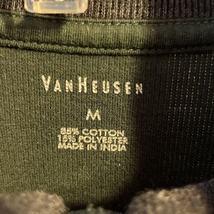 VAN HEUSEN
M
85% COTTON
15% POLYESTER
MADE IN INDIA